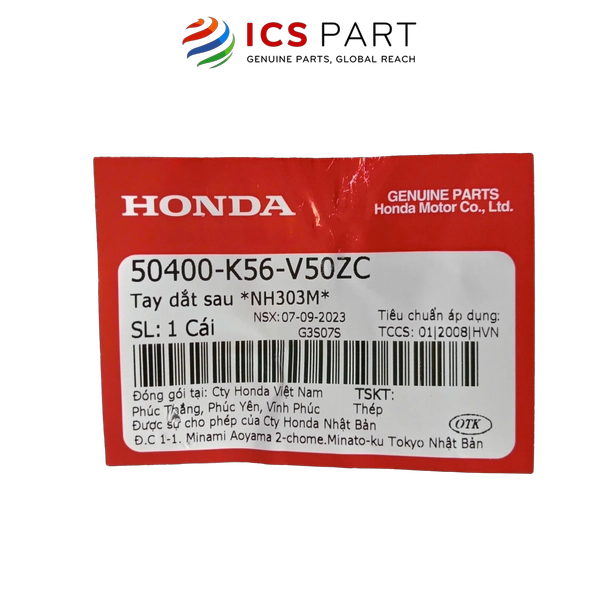 ICS PART
GENUINE PARTS, GLOBAL REACH
HONDA
GENUINE PARTS
Honda Motor Co., Ltd.
50400-K56-V50ZC
Tay dắt sau *NH303M*
NSX: 07-09-2023
Tiêu chuẩn áp dụng:
SL: 1 Cái
G3S07S
TCCS: 01|2008|HVN
Đóng gói tại: Cty Honda Việt Nam
TSKT:
Phúc Thắng, Phúc Yên, Vĩnh Phúc
Thép
Được sự cho phép của Cty Honda Nhật Bản
OTK
Đ.C 1-1. Minami Aoyama 2-chome.Minato-ku Tokyo Nhật Bản